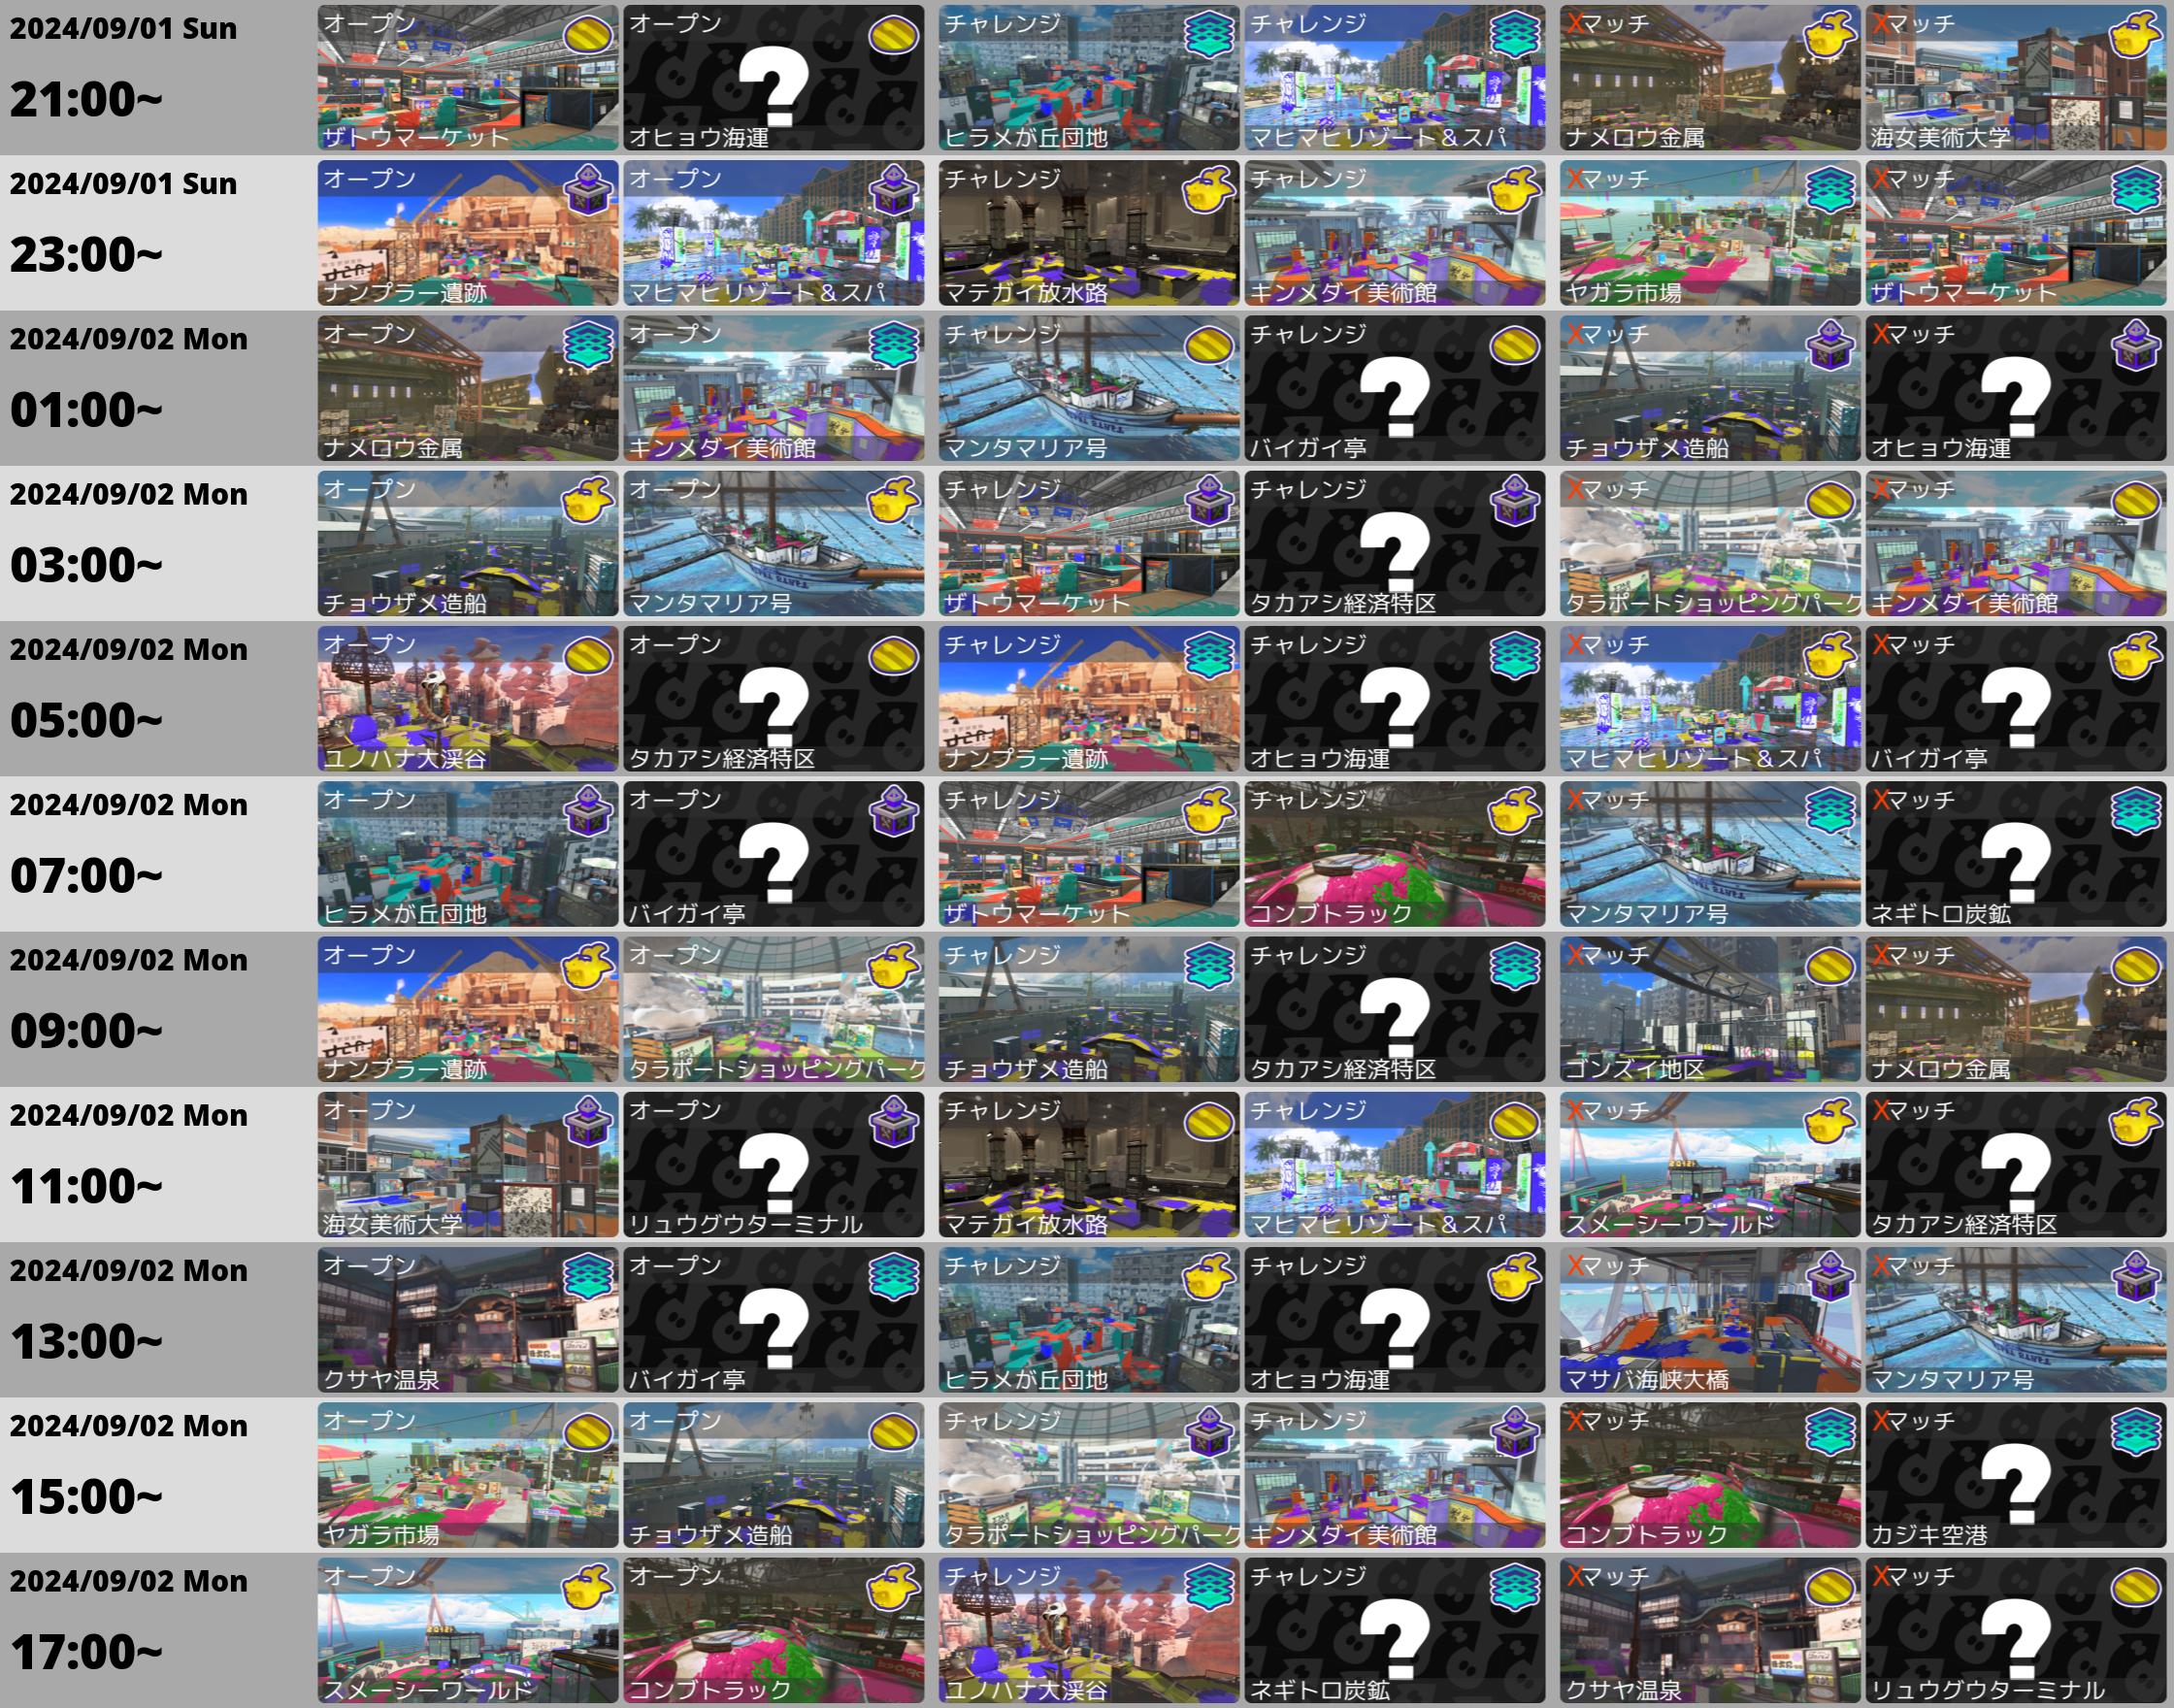 2024/09/01 Sun
21:00~
オープン オープン チャレンジ チャレンジ Xマッチ Xマッチ
ザトウマーケット オヒョウ海運 ヒラメが丘団地 マヒマヒリゾート&スパ ナメロウ金属 海女美術大学
2024/09/01 Sun
23:00~
オープン オープン チャレンジ チャレンジ Xマッチ Xマッチ
ナンプラー遺跡 マヒマヒリゾート&スパ マテガイ放水路 キンメダイ美術館 ヤガラ市場 ザトウマーケット
2024/09/02 Mon
01:00~
オープン オープン チャレンジ チャレンジ Xマッチ Xマッチ
ナメロウ金属 キンメダイ美術館 マンタマリア号 バイガイ亭 チョウザメ造船 オヒョウ海運
2024/09/02 Mon
03:00~
オープン オープン チャレンジ チャレンジ Xマッチ Xマッチ
チョウザメ造船 マンタマリア号 ザトウマーケット タカアシ経済特区 タラポートショッピングパーク キンメダイ美術館
2024/09/02 Mon
05:00~
オープン オープン チャレンジ チャレンジ Xマッチ Xマッチ
ユノハナ大渓谷 タカアシ経済特区 ナンプラー遺跡 オヒョウ海運 マヒマヒリゾート&スパ バイガイ亭
2024/09/02 Mon
07:00~
オープン オープン チャレンジ チャレンジ Xマッチ Xマッチ
ヒラメが丘団地 バイガイ亭 ザトウマーケット コンブトラック マンタマリア号 ネギトロ炭鉱
2024/09/02 Mon
09:00~
オープン オープン チャレンジ チャレンジ Xマッチ Xマッチ
ナンプラー遺跡 タラポートショッピングパーク チョウザメ造船 タカアシ経済特区 ゴンズイ地区 ナメロウ金属
2024/09/02 Mon
11:00~
オープン オープン チャレンジ チャレンジ Xマッチ Xマッチ
海女美術大学 リュウグウターミナル マテガイ放水路 マヒマヒリゾート&スパ スメーシーワールド タカアシ経済特区
2024/09/02 Mon
13:00~
オープン オープン チャレンジ チャレンジ Xマッチ Xマッチ
クサヤ温泉 バイガイ亭 ヒラメが丘団地 オヒョウ海運 マサバ海峡大橋 マンタマリア号
2024/09/02 Mon
15:00~
オープン オープン チャレンジ チャレンジ Xマッチ Xマッチ
ヤガラ市場 チョウザメ造船 タラポートショッピングパーク キンメダイ美術館 コンブトラック カジキ空港
2024/09/02 Mon
17:00~
オープン オープン チャレンジ チャレンジ Xマッチ Xマッチ
スメーシーワールド コンブトラック ユノハナ大渓谷 ネギトロ炭鉱 クサヤ温泉 リュウグウターミナル